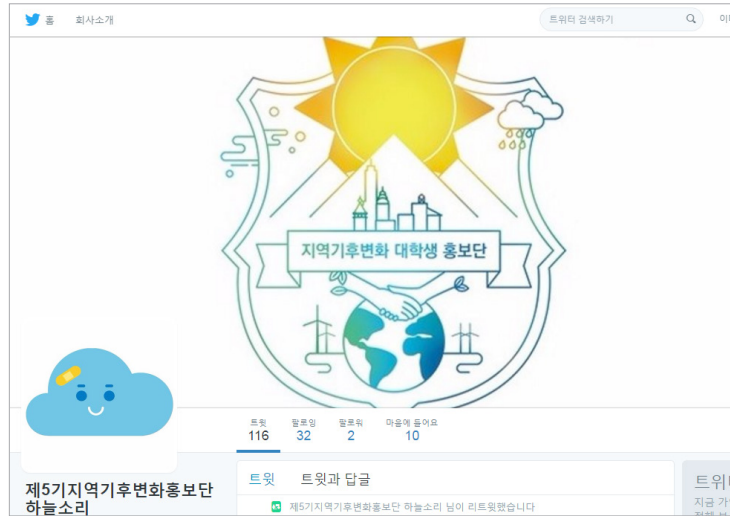 홈 회사소개 트위터 검색하기
지역기후변화 대학생 홍보단
트윗 팔로잉 팔로워 마음에 들어요
116 32 2 10
제5기지역기후변화홍보단
하늘소리
트윗 트윗과 답글
제5기지역기후변화홍보단 하늘소리 님이 리트윗했습니다
지금 가